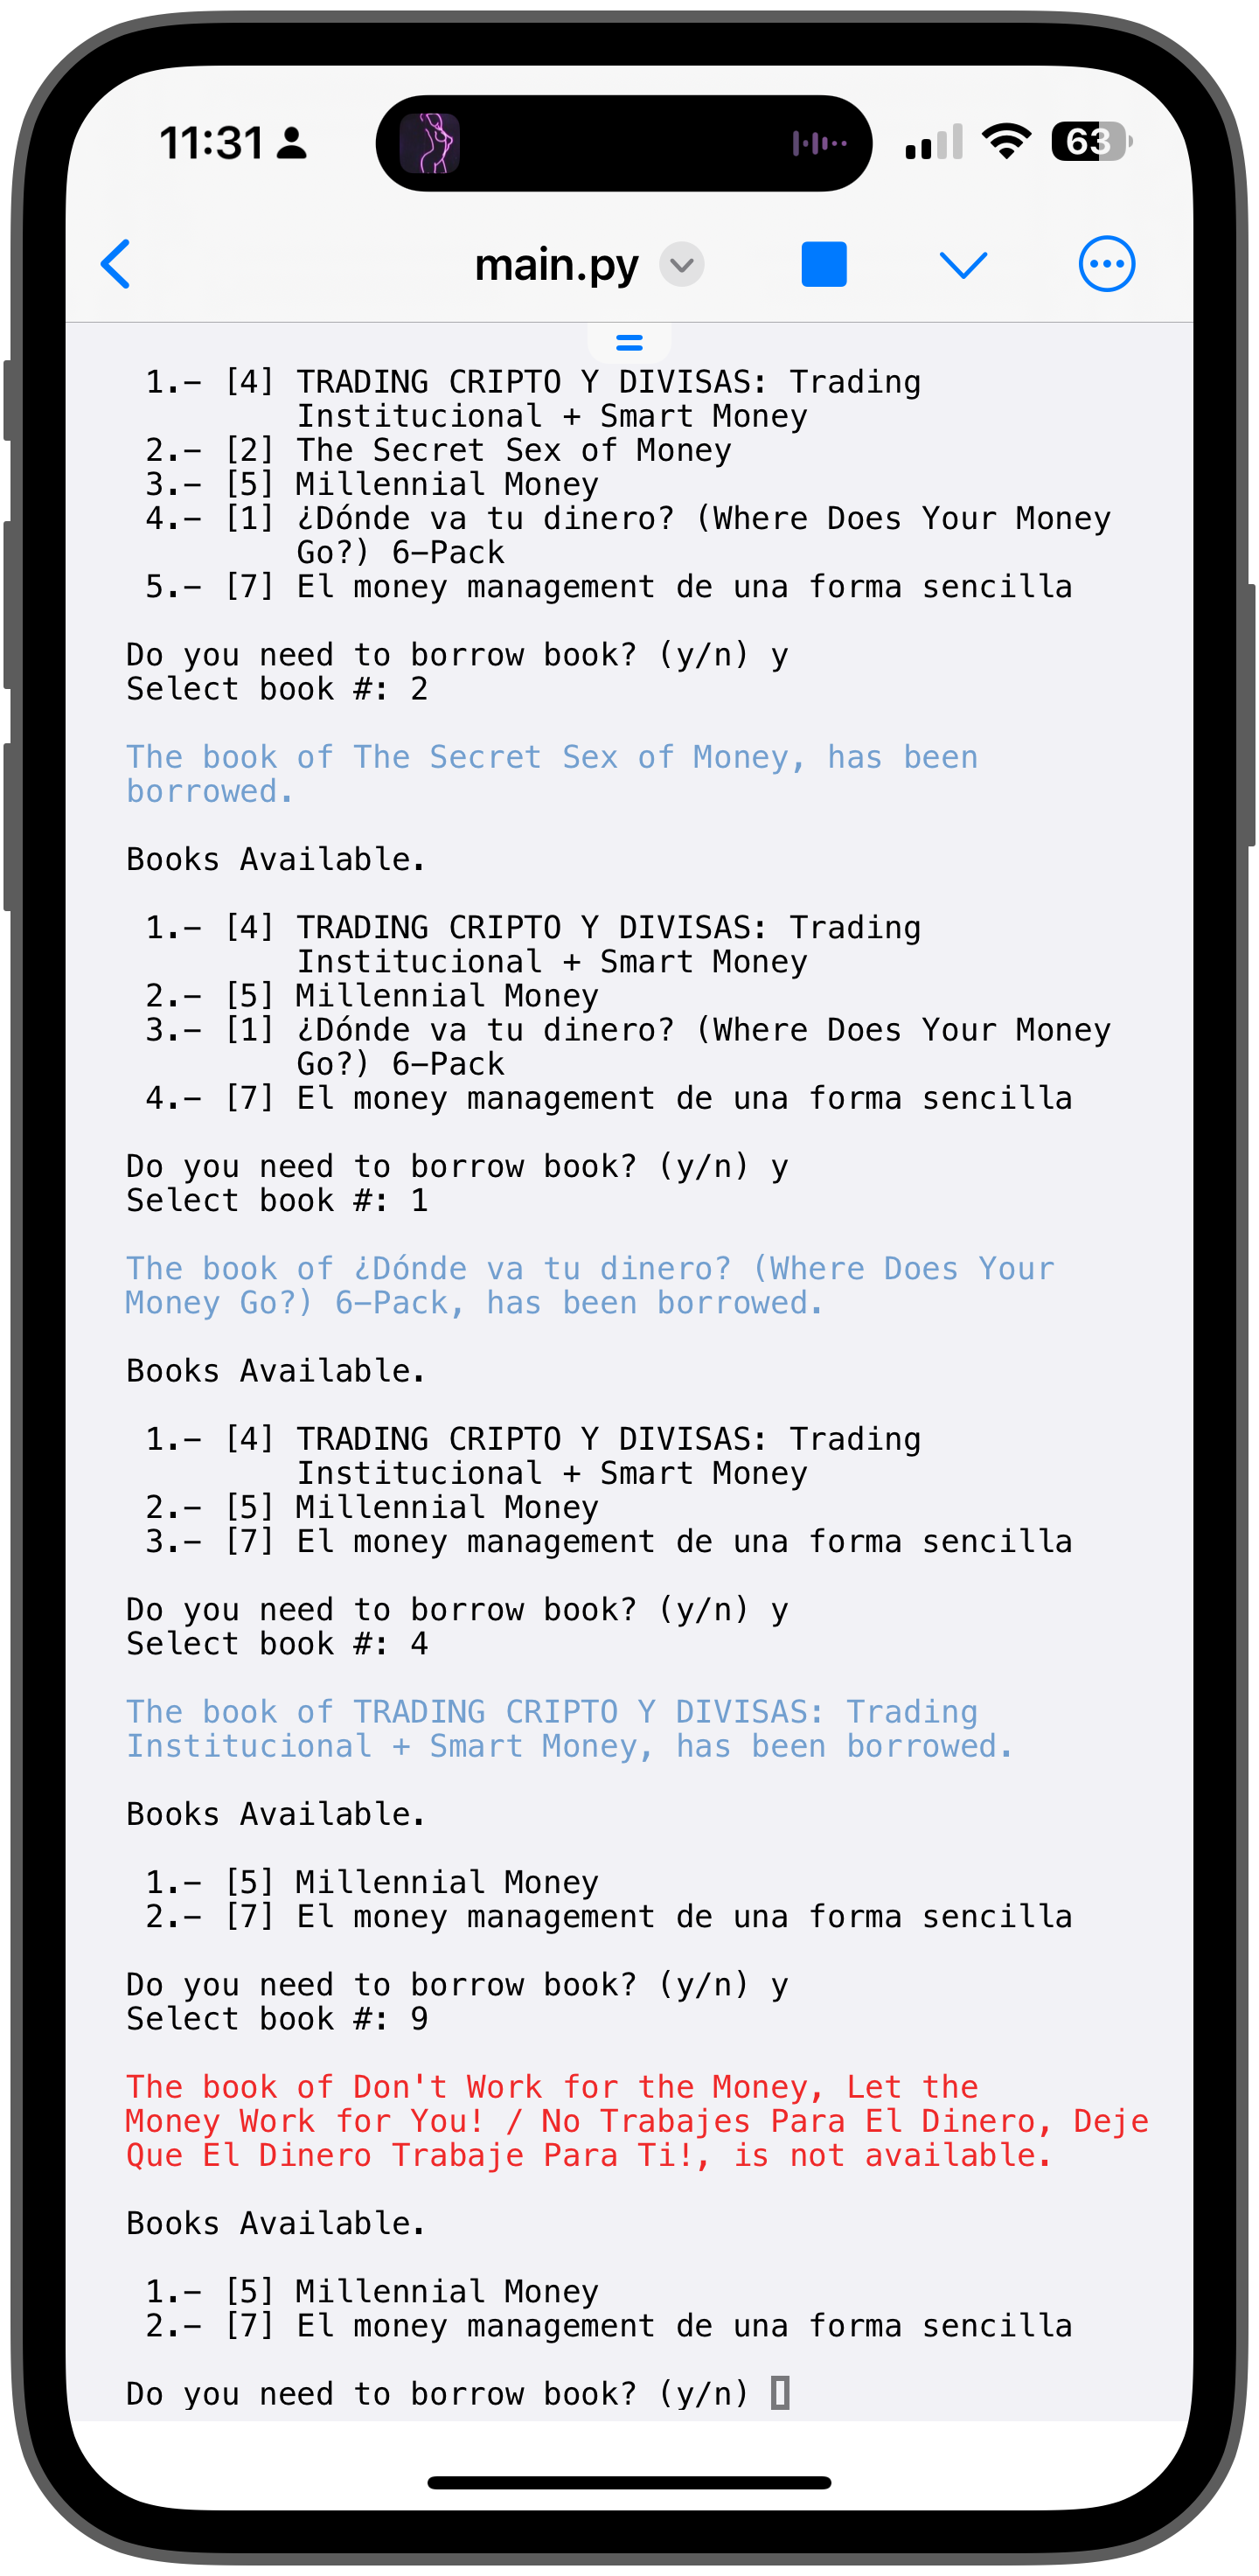 11:31
63
main.py
1.- [4] TRADING CRIPTO Y DIVISAS: Trading
Institucional + Smart Money
2.- [2] The Secret Sex of Money
3.- [5] Millennial Money
4.- [1] ¿Dónde va tu dinero? (Where Does Your Money
Go?) 6-Pack
5.- [7] El money management de una forma sencilla
Do you need to borrow book? (y/n) y
Select book #: 2
The book of The Secret Sex of Money, has been
borrowed.
Books Available.
1.- [4] TRADING CRIPTO Y DIVISAS: Trading
Institucional + Smart Money
2.- [5] Millennial Money
3.- [1] ¿Dónde va tu dinero? (Where Does Your Money
Go?) 6-Pack
4.- [7] El money management de una forma sencilla
Do you need to borrow book? (y/n) y
Select book #: 1
The book of ¿Dónde va tu dinero? (Where Does Your
Money Go?) 6-Pack, has been borrowed.
Books Available.
1.- [4] TRADING CRIPTO Y DIVISAS: Trading
Institucional + Smart Money
2.- [5] Millennial Money
3.- [7] El money management de una forma sencilla
Do you need to borrow book? (y/n) y
Select book #: 4
The book of TRADING CRIPTO Y DIVISAS: Trading
Institucional + Smart Money, has been borrowed.
Books Available.
1.- [5] Millennial Money
2.- [7] El money management de una forma sencilla
Do you need to borrow book? (y/n) y
Select book #: 9
The book of Don't Work for the Money, Let the
Money Work for You! / No Trabajes Para El Dinero, Deje
Que El Dinero Trabaje Para Ti!, is not available.
Books Available.
1.- [5] Millennial Money
2.- [7] El money management de una forma sencilla
Do you need to borrow book? (y/n)